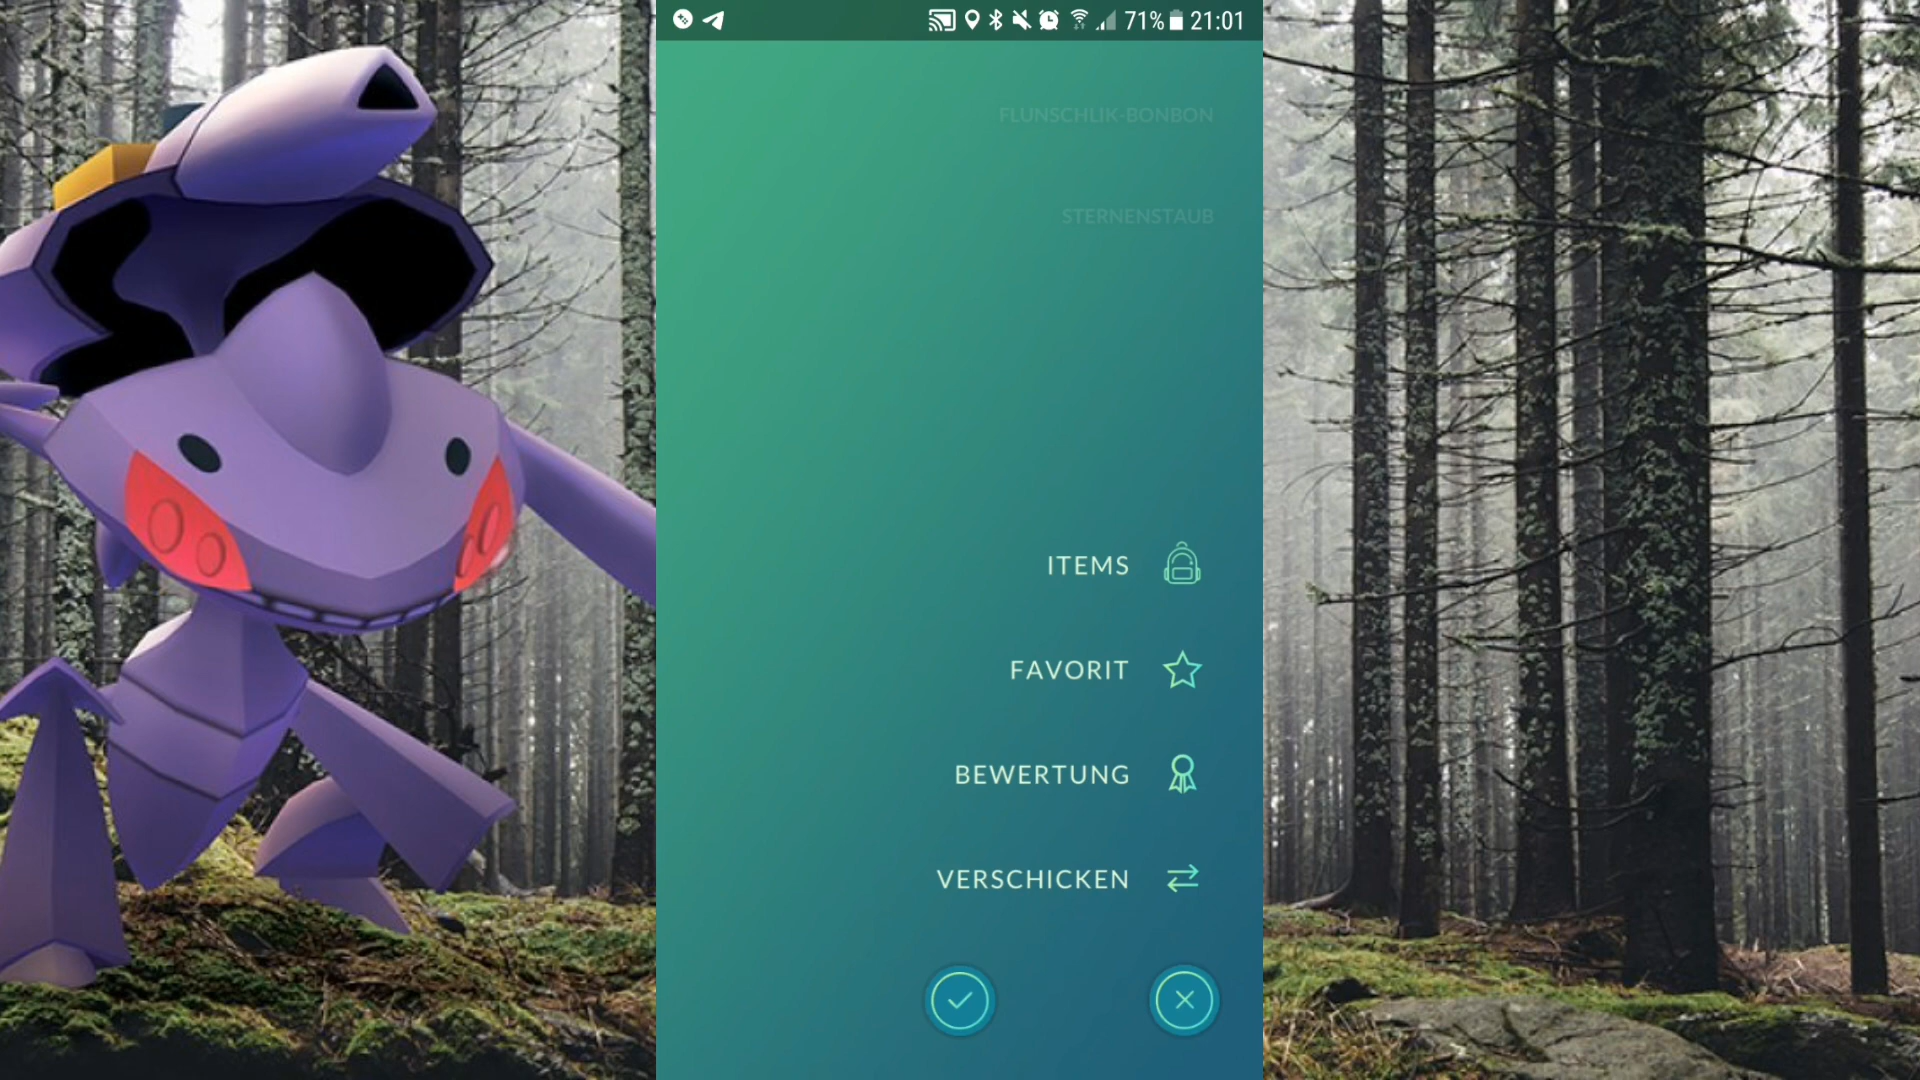 71% 21:01
FLUNSCHLIK-BONBON
STERNENSTAUB
ITEMS
FAVORIT
BEWERTUNG
VERSCHICKEN